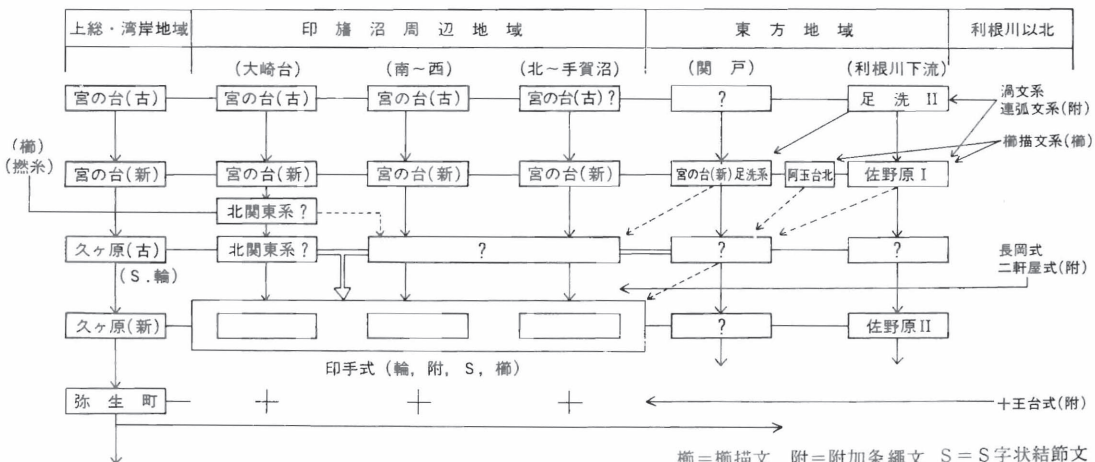 上総・湾岸地域 印旛沼周辺地域 東方地域 利根川以北
(大崎台) (南~西) (北~手賀沼) (関戸) (利根川下流)
宮の台(古) 宮の台(古) 宮の台(古) 宮の台(古)? ? 足洗II
渦文系
連弧文系(附)
櫛描文系(櫛)
(櫛)
(撚糸)
宮の台(新) 宮の台(新) 宮の台(新) 宮の台(新) 宮の台(新)足洗系 阿玉台北 佐野原I
北関東系?
久ヶ原(古) 北関東系? ? ? ?
(S.輪)
長岡式
二軒屋式(附)
久ヶ原(新) ? 佐野原II
印手式(輪,附,S,櫛)
弥生町 十王台式(附)
櫛=櫛描文 附=附加条縄文 S=S字状結節文